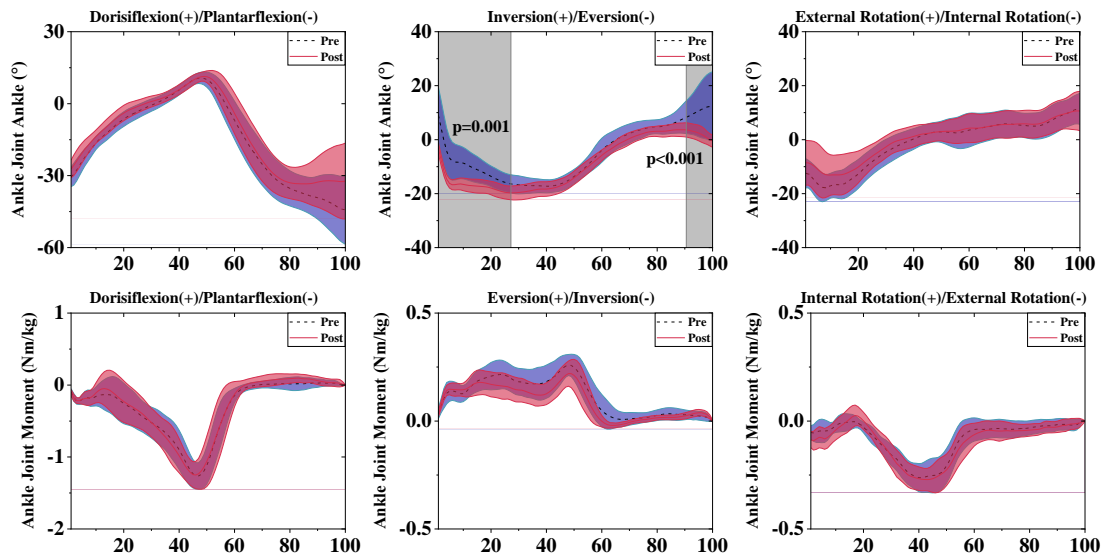 Dorisiflexion(+)/Plantarflexion(-)
Ankle Joint Ankle (°)
30
0
-30
-60
20 40 60 80 100
Pre
Post
Inversion(+)/Eversion(-)
Ankle Joint Ankle (°)
40
20
0
-20
-40
20 40 60 80 100
Pre
Post
p=0.001
p<0.001
External Rotation(+)/Internal Rotation(-)
Ankle Joint Ankle (°)
40
20
0
-20
-40
20 40 60 80 100
Pre
Post
Dorisiflexion(+)/Plantarflexion(-)
Ankle Joint Moment (Nm/kg)
1
0
-1
-2
20 40 60 80 100
Pre
Post
Eversion(+)/Inversion(-)
Ankle Joint Moment (Nm/kg)
0.5
0.0
-0.5
20 40 60 80 100
Pre
Post
Internal Rotation(+)/External Rotation(-)
Ankle Joint Moment (Nm/kg)
0.5
0.0
-0.5
20 40 60 80 100
Pre
Post